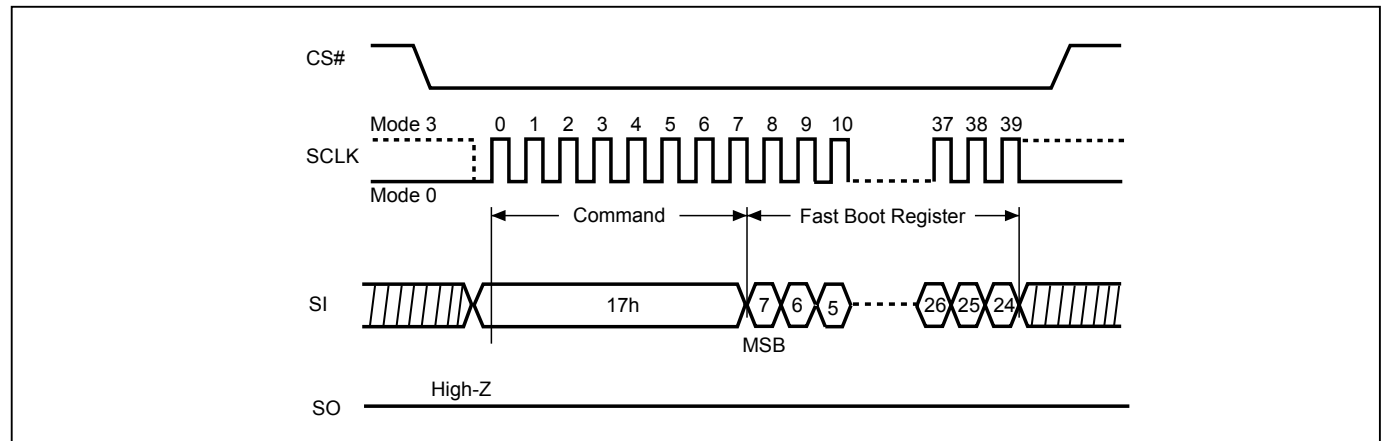 CS#
Mode 3 0 1 2 3 4 5 6 7 8 9 10 37 38 39
SCLK
Mode 0
Command Fast Boot Register
SI 17h 7 6 5 26 25 24
MSB
High-Z
SO